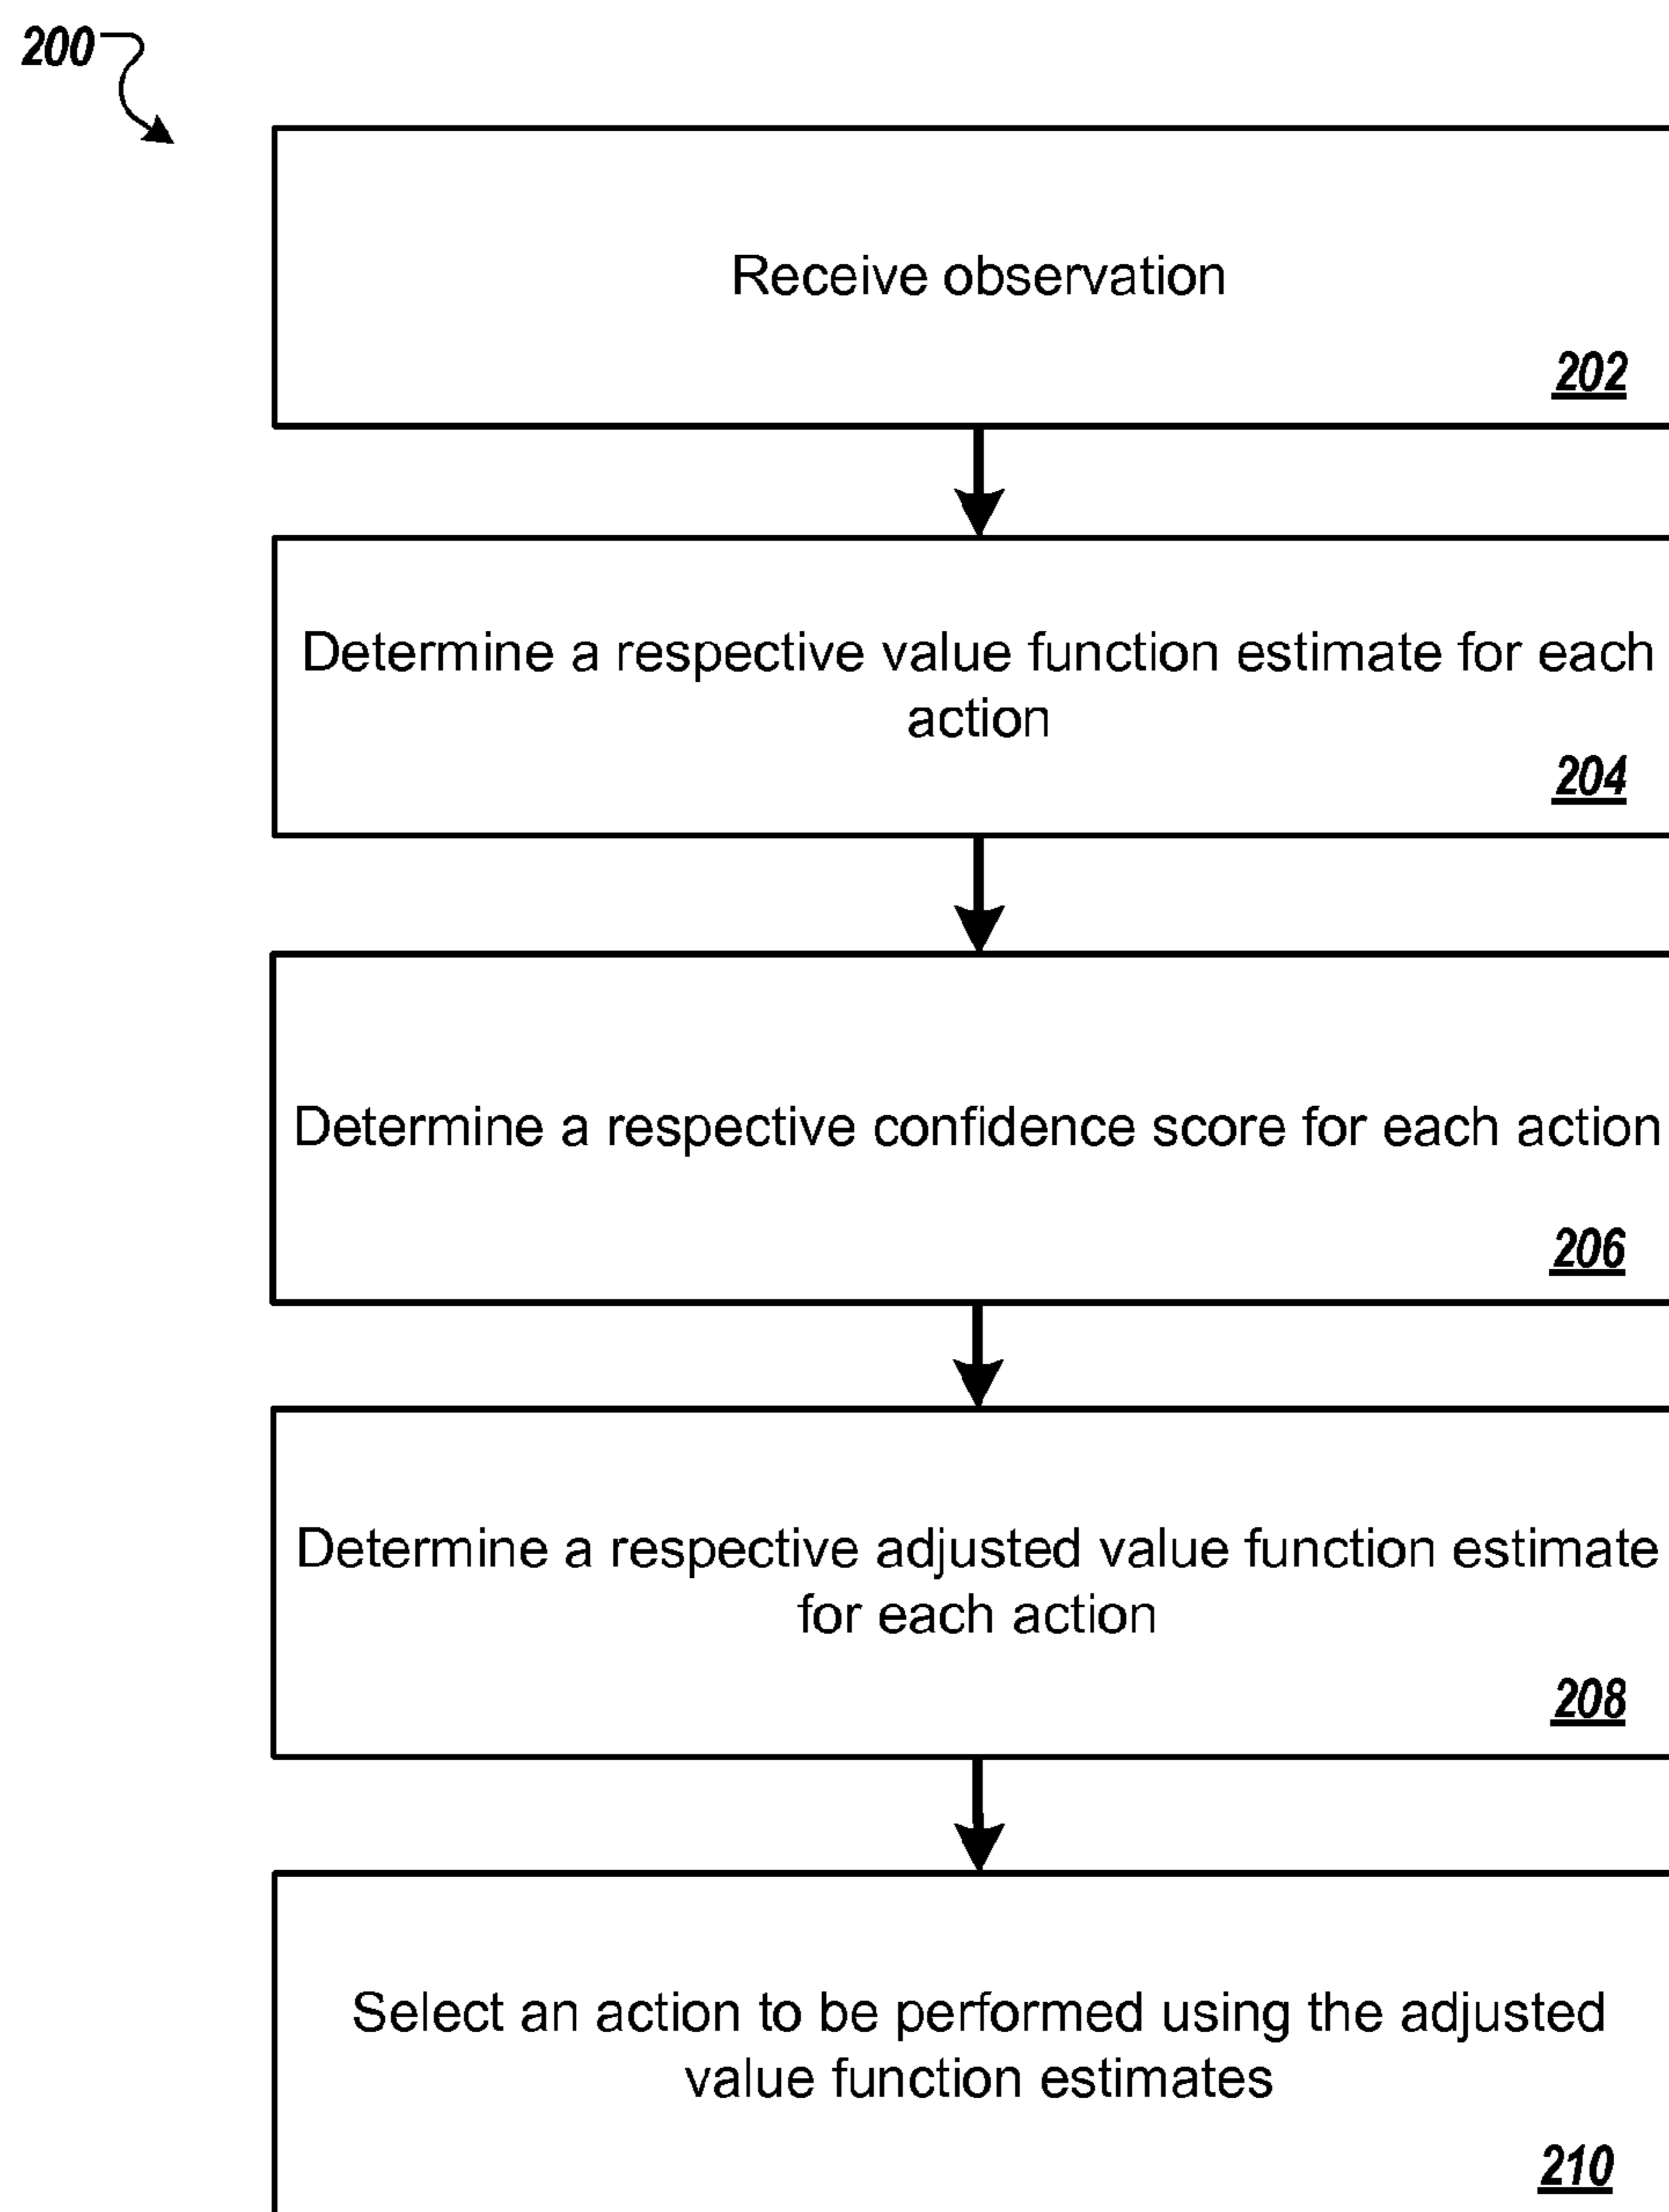 200
Receive observation
202
Determine a respective value function estimate for each
action
204
Determine a respective confidence score for each action
206
Determine a respective adjusted value function estimate
for each action
208
Select an action to be performed using the adjusted
value function estimates
210